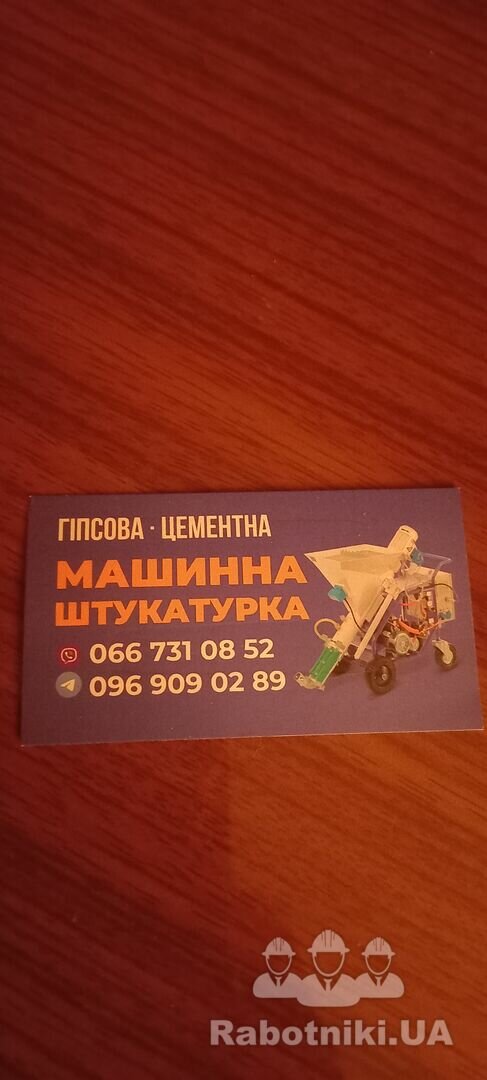 ГІПСОВА · ЦЕМЕНТНА
МАШИННА
ШТУКАТУРКА
066 731 08 52
096 909 02 89
Rabotniki.UA